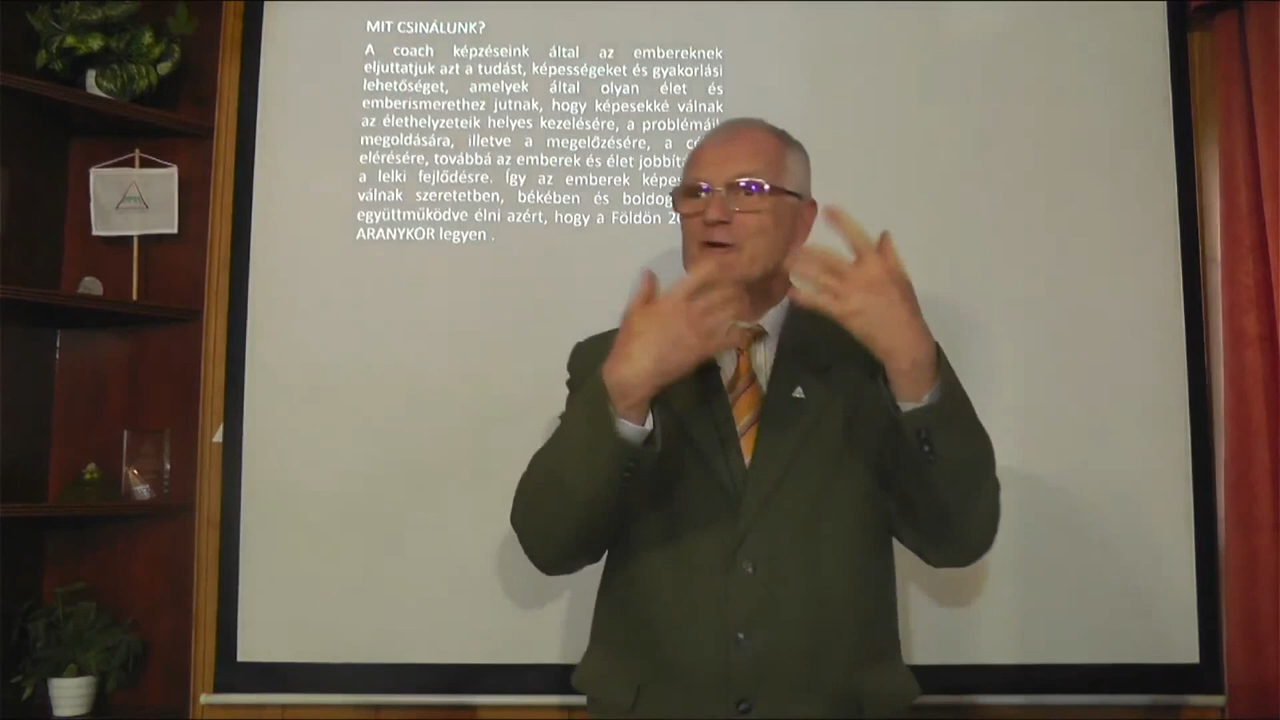 MIT CSINÁLUNK?
A coach képzéseink által az embereknek
eljuttatjuk azt a tudást, képességeket és gyakorlási
lehetőséget, amelyek által olyan élet és
emberismerethez jutnak, hogy képesekké válnak
az élethelyzeteik helyes kezelésére, a
megoldására, illetve a megelőzésére, a
elérésére, továbbá az emberek és élet
a lelki fejlődésre. Így az emberek
válnak szeretetben, békében és
együttműködve élni azért, hogy a Földön
ARANYKOR legyen .